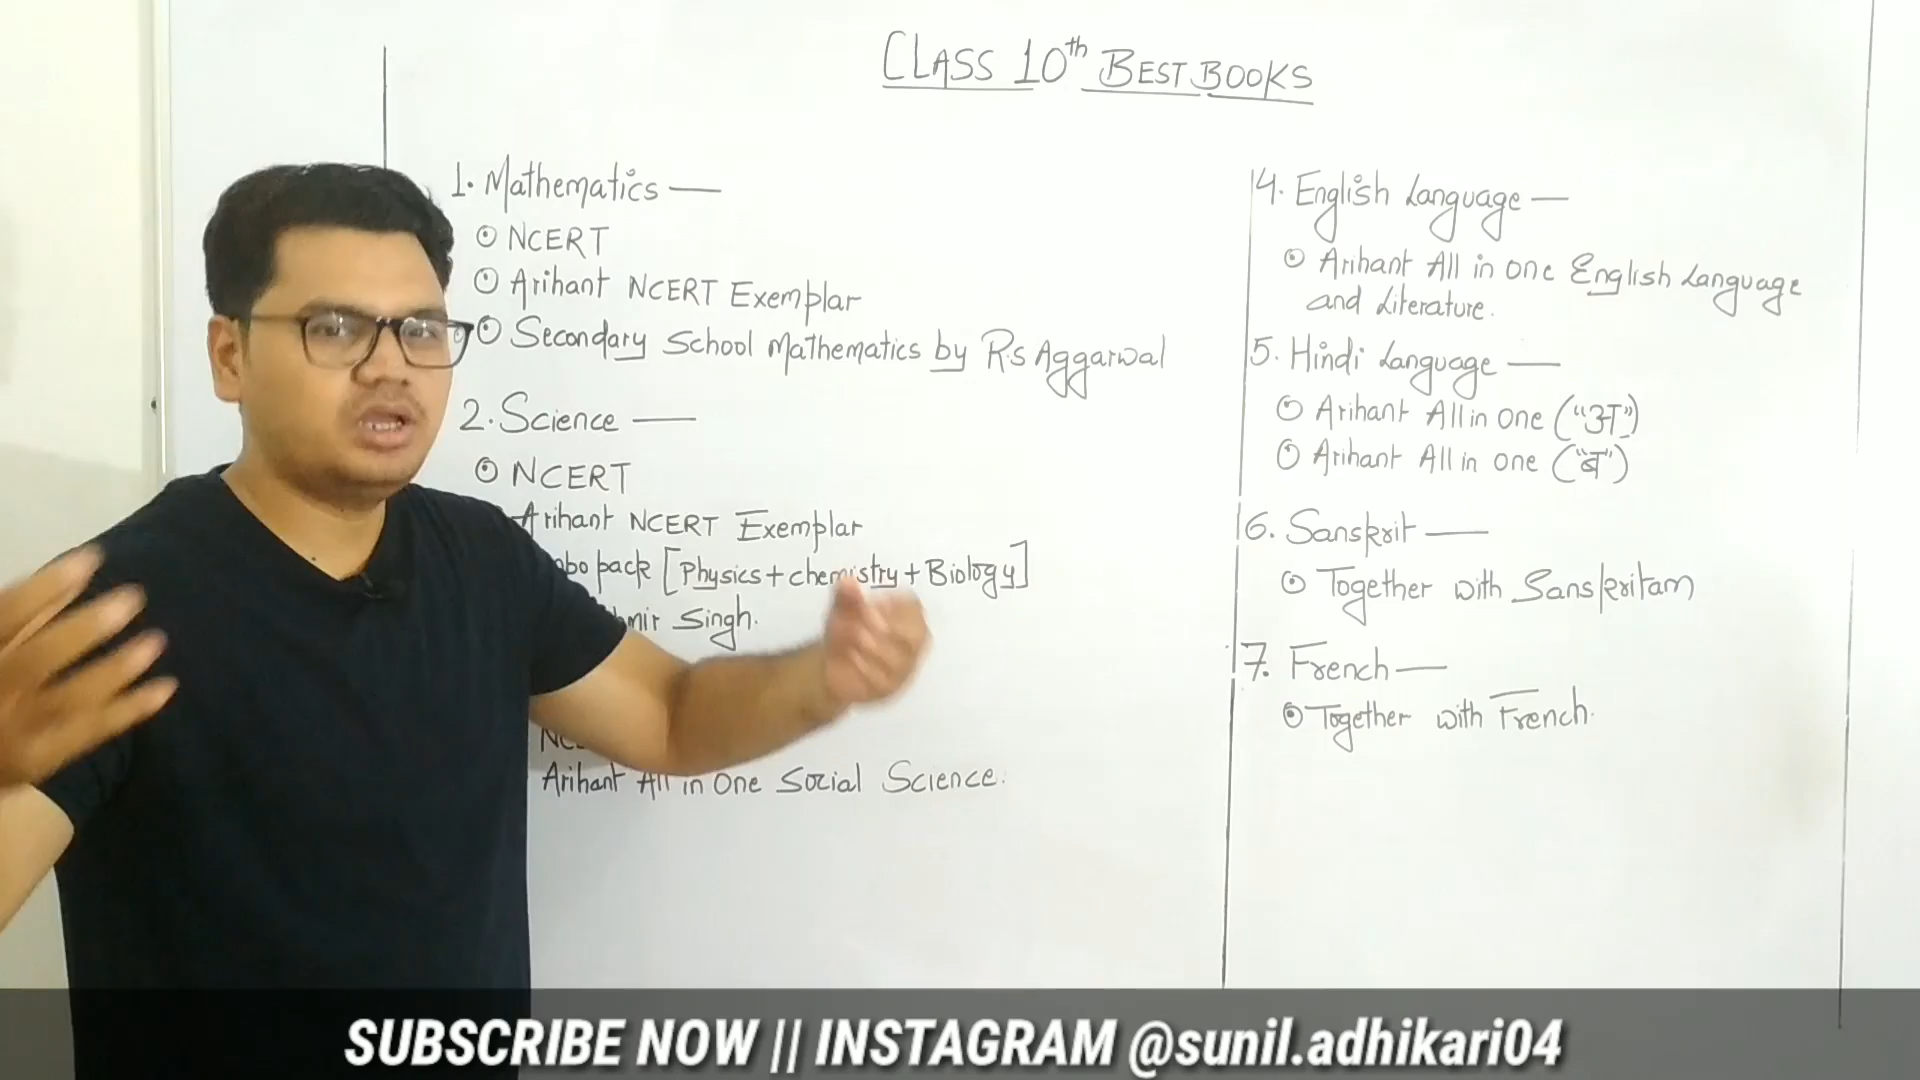 CLASS 10th BEST BOOKS
1. Mathematics —
NCERT
Arihant NCERT Exemplar
Secondary School Mathematics by R.S Aggarwal
2. Science —
NCERT
Arihant NCERT Exemplar
pack [Physics + chemistry + Biology]
Singh.
Arihant All in One Social Science.
4. English Language —
Arihant All in one English Language
and Literature.
5. Hindi Language —
Arihant All in one ("अ")
Arihant All in one ("ब")
6. Sanskrit —
Together with Sanskritam
7. French —
Together with French.
SUBSCRIBE NOW || INSTAGRAM @sunil.adhikari04